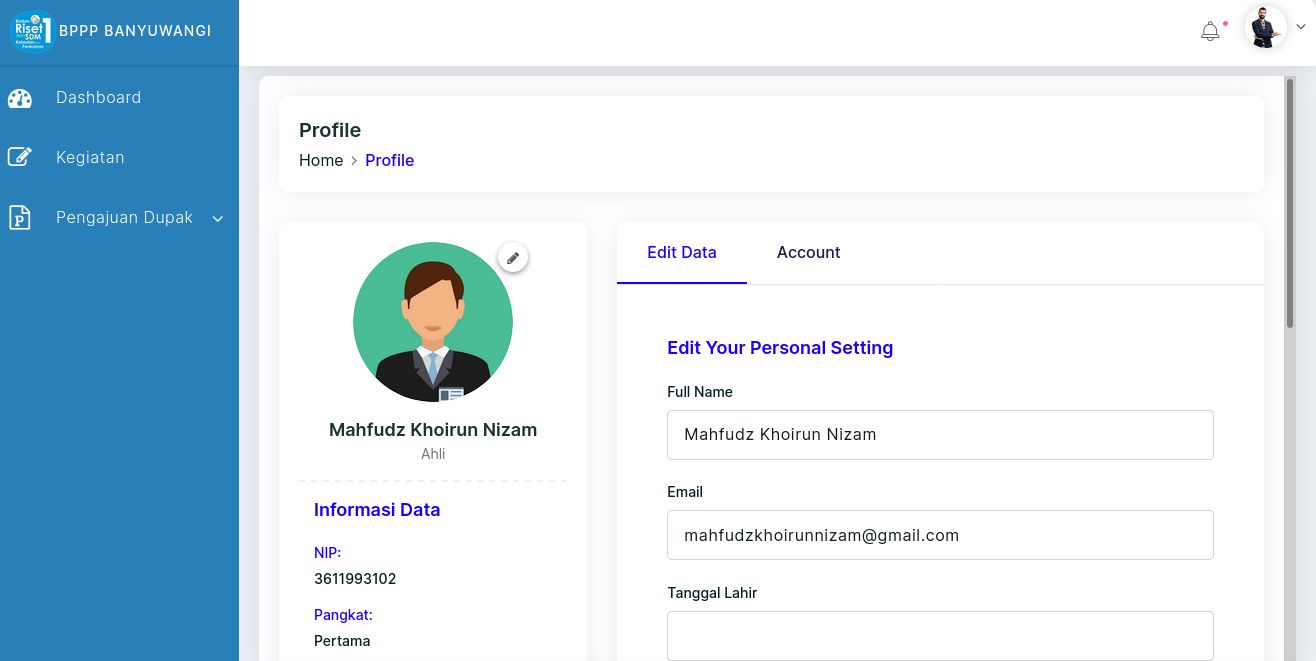 Badan
Riset
dan
SDM
Kelautan dan
Perikanan
1
BPPP BANYUWANGI
Dashboard
Kegiatan
Pengajuan Dupak
Profile
Home > Profile
Mahfudz Khoirun Nizam
Ahli
Informasi Data
NIP:
3611993102
Pangkat:
Pertama
Edit Data
Account
Edit Your Personal Setting
Full Name
Mahfudz Khoirun Nizam
Email
mahfudzkhoirunnizam@gmail.com
Tanggal Lahir